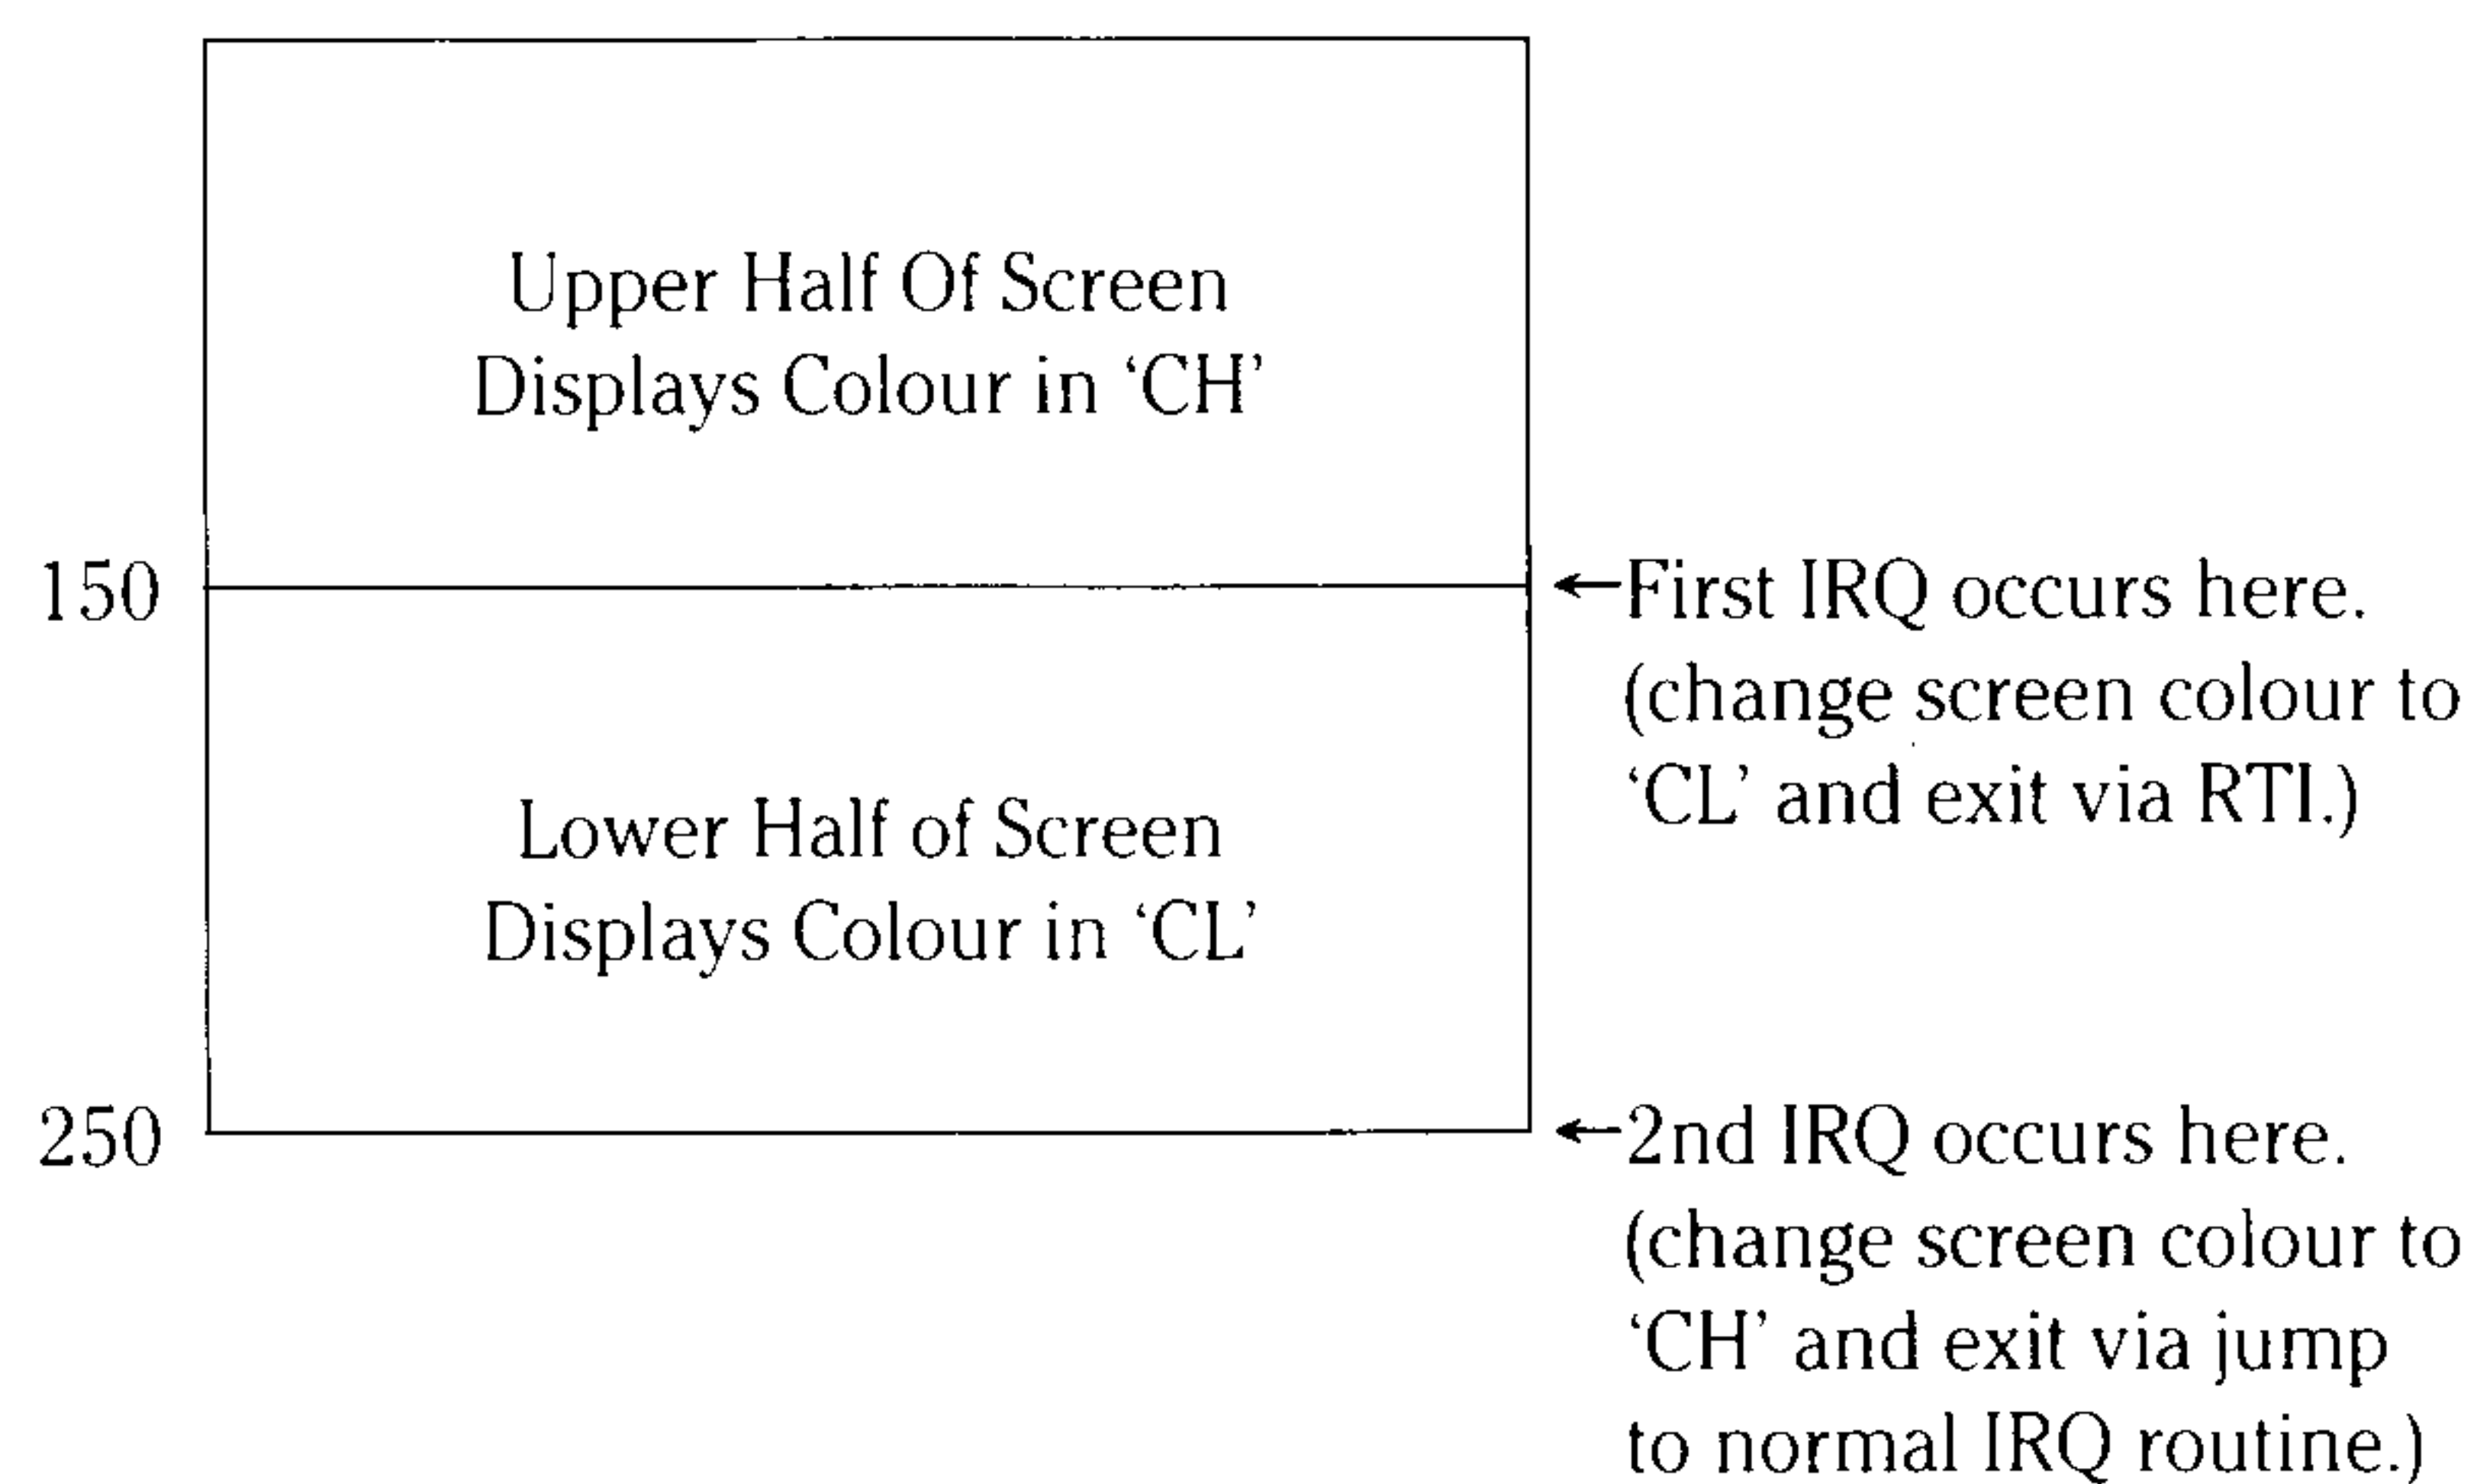 Upper Half Of Screen
Displays Colour in ‘CH’
150
←First IRQ occurs here.
(change screen colour to
‘CL’ and exit via RTI.)
Lower Half of Screen
Displays Colour in ‘CL’
250
←2nd IRQ occurs here.
(change screen colour to
‘CH’ and exit via jump
to normal IRQ routine.)